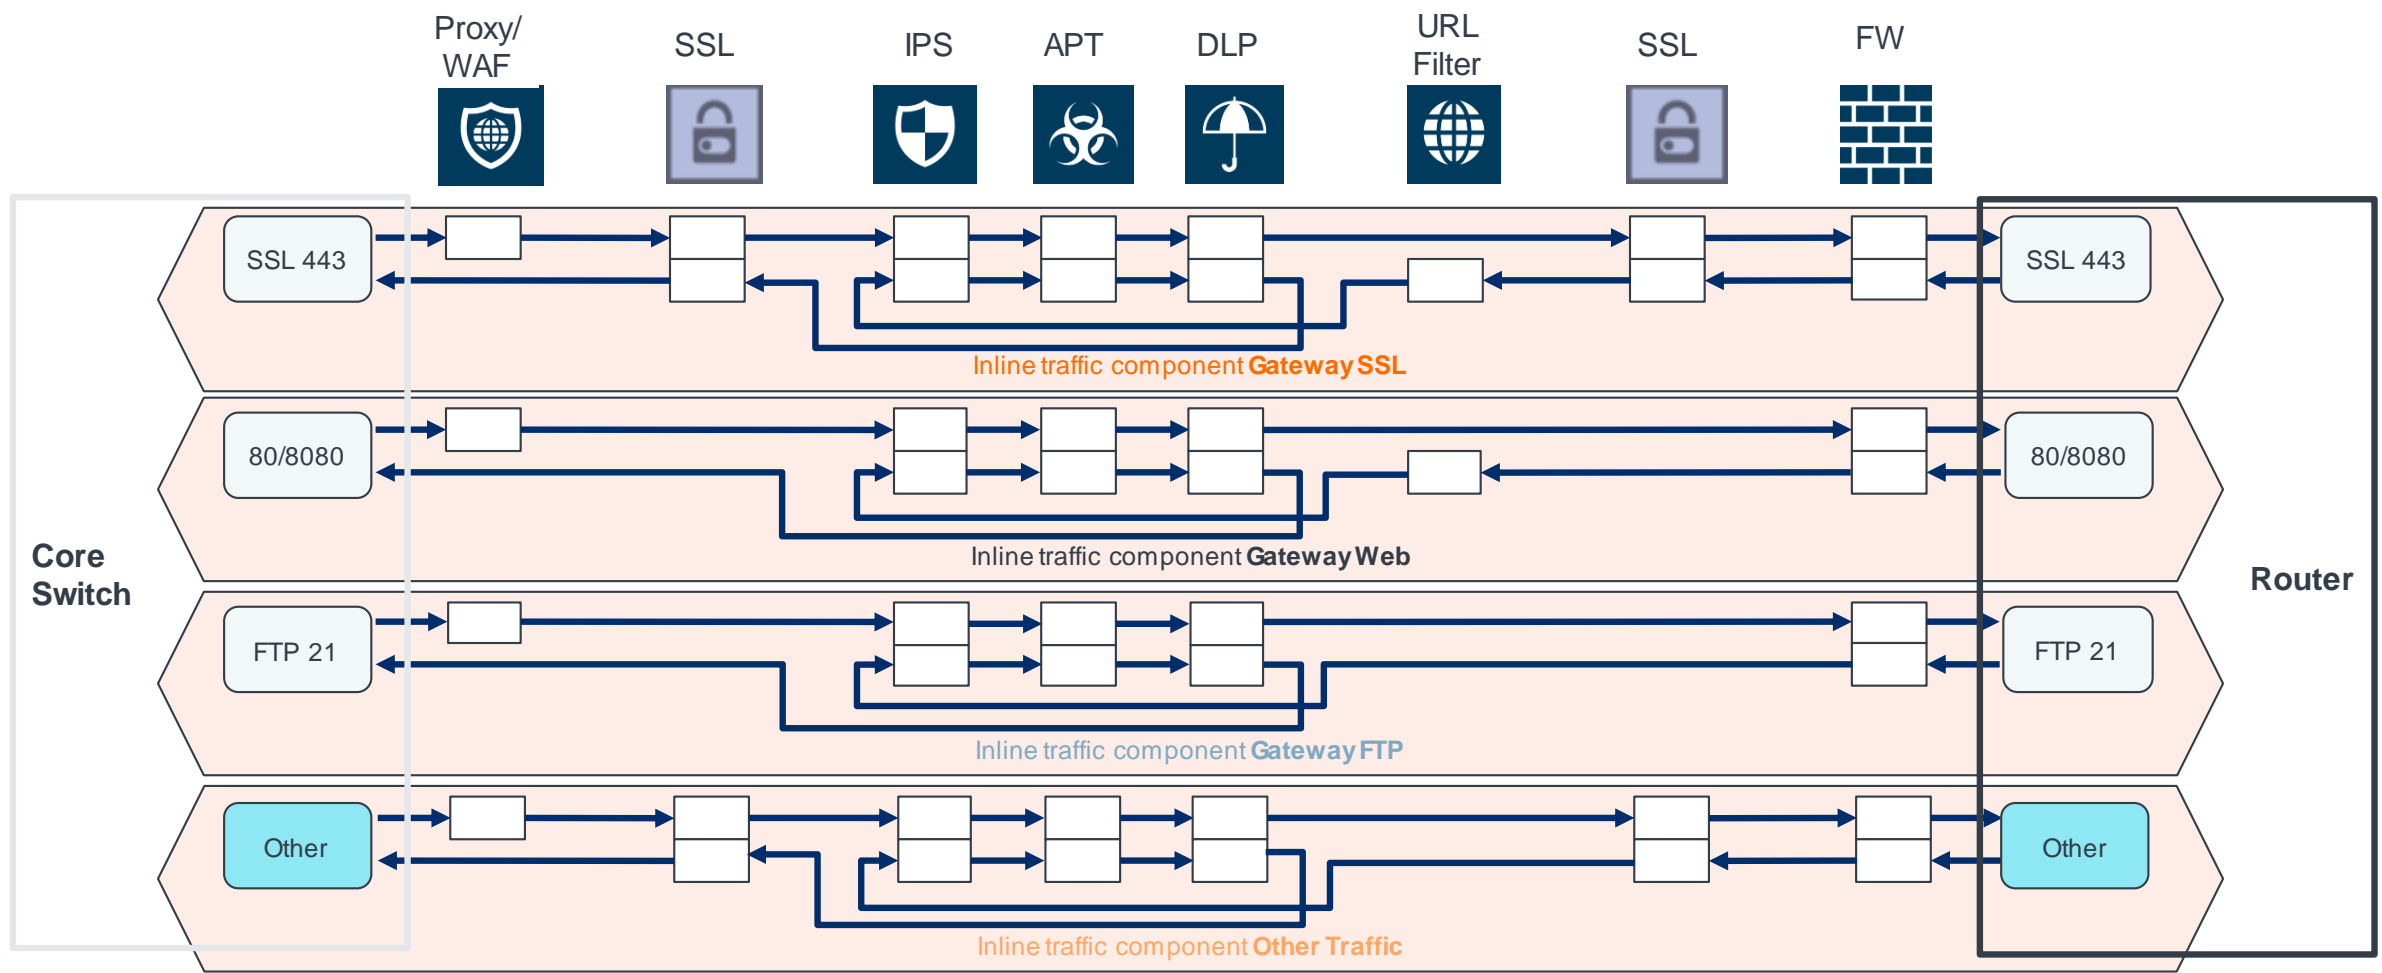 Proxy/
WAF
SSL
IPS
APT
DLP
URL
Filter
SSL
FW
SSL 443
SSL 443
Inline traffic component Gateway SSL
80/8080
80/8080
Inline traffic component Gateway Web
Core
Switch
Router
FTP 21
FTP 21
Inline traffic component Gateway FTP
Other
Other
Inline traffic component Other Traffic